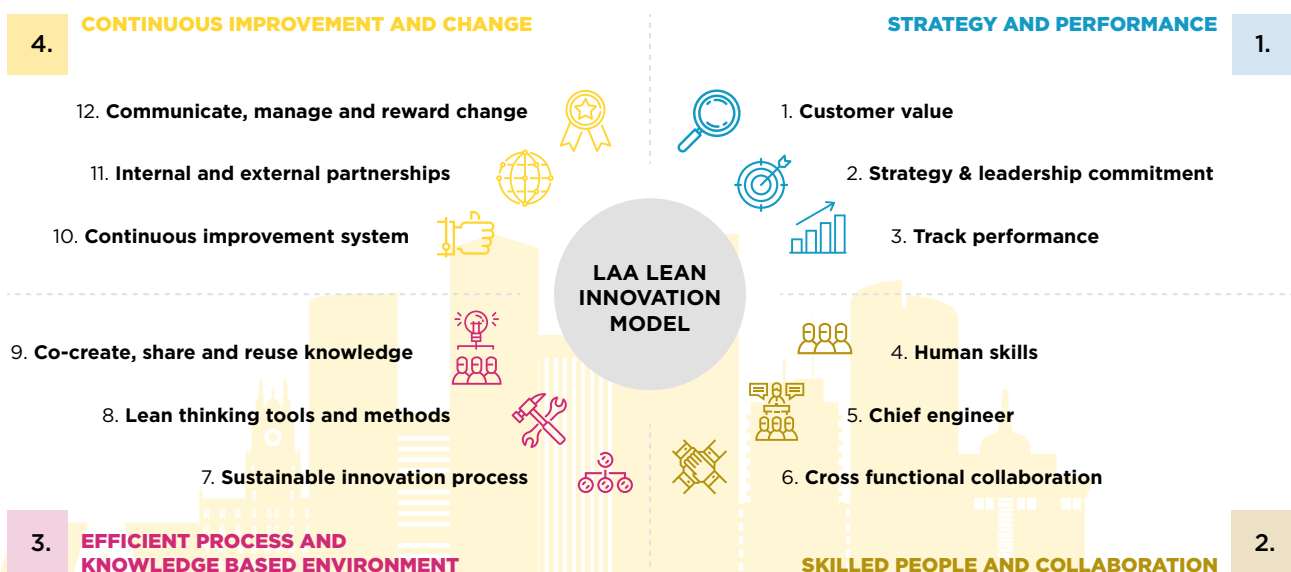 4.
CONTINUOUS IMPROVEMENT AND CHANGE
12. Communicate, manage and reward change
11. Internal and external partnerships
10. Continuous improvement system
STRATEGY AND PERFORMANCE
1.
1. Customer value
2. Strategy & leadership commitment
3. Track performance
LAA LEAN
INNOVATION
MODEL
9. Co-create, share and reuse knowledge
8. Lean thinking tools and methods
7. Sustainable innovation process
3.
EFFICIENT PROCESS AND
KNOWLEDGE BASED ENVIRONMENT
4. Human skills
5. Chief engineer
6. Cross functional collaboration
SKILLED PEOPLE AND COLLABORATION
2.